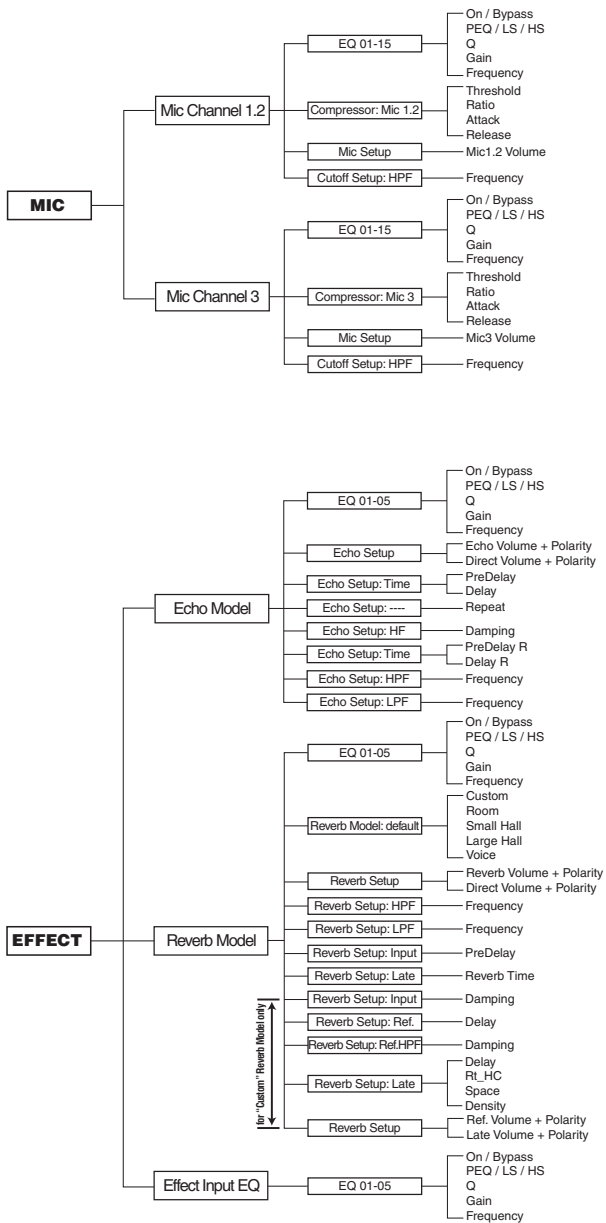 MIC
Mic Channel 1.2
EQ 01-15
On / Bypass
PEQ / LS / HS
Q
Gain
Frequency
Compressor: Mic 1.2
Threshold
Ratio
Attack
Release
Mic Setup
Mic1.2 Volume
Cutoff Setup: HPF
Frequency
Mic Channel 3
EQ 01-15
On / Bypass
PEQ / LS / HS
Q
Gain
Frequency
Compressor: Mic 3
Threshold
Ratio
Attack
Release
Mic Setup
Mic3 Volume
Cutoff Setup: HPF
Frequency
EFFECT
Echo Model
EQ 01-05
On / Bypass
PEQ / LS / HS
Q
Gain
Frequency
Echo Setup
Echo Volume + Polarity
Direct Volume + Polarity
Echo Setup: Time
PreDelay
Delay
Echo Setup: ----
Repeat
Echo Setup: HF
Damping
Echo Setup: Time
PreDelay R
Delay R
Echo Setup: HPF
Frequency
Echo Setup: LPF
Frequency
Reverb Model
EQ 01-05
On / Bypass
PEQ / LS / HS
Q
Gain
Frequency
Reverb Model: default
Custom
Room
Small Hall
Large Hall
Voice
Reverb Setup
Reverb Volume + Polarity
Direct Volume + Polarity
Reverb Setup: HPF
Frequency
Reverb Setup: LPF
Frequency
Reverb Setup: Input
PreDelay
Reverb Setup: Late
Reverb Time
for "Custom" Reverb Model only
Reverb Setup: Input
Damping
Reverb Setup: Ref.
Delay
Reverb Setup: Ref.HPF
Damping
Reverb Setup: Late
Delay
Rt_HC
Space
Density
Reverb Setup
Ref. Volume + Polarity
Late Volume + Polarity
Effect Input EQ
EQ 01-05
On / Bypass
PEQ / LS / HS
Q
Gain
Frequency